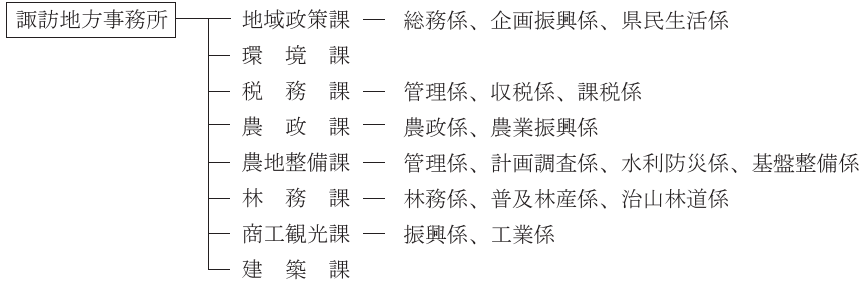 諏訪地方事務所 地域政策課 総務係、企画振興係、県民生活係
環境課
税務課 管理係、収税係、課税係
農政課 農政係、農業振興係
農地整備課 管理係、計画調査係、水利防災係、基盤整備係
林務課 林務係、普及林産係、治山林道係
商工観光課 振興係、工業係
建築課